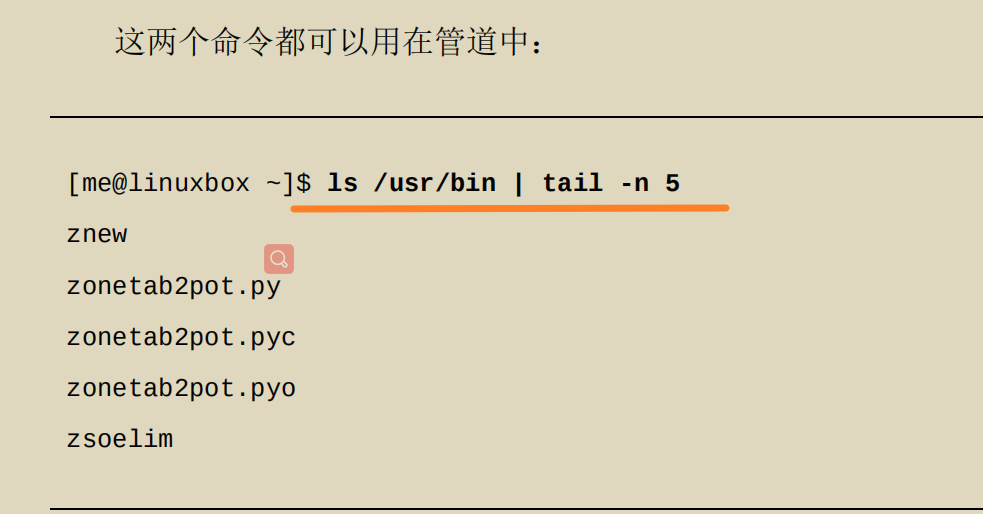 这两个命令都可以用在管道中：
[me@linuxbox ~]$ ls /usr/bin | tail -n 5
znew
zonetab2pot.py
zonetab2pot.pyc
zonetab2pot.pyo
zsoelim